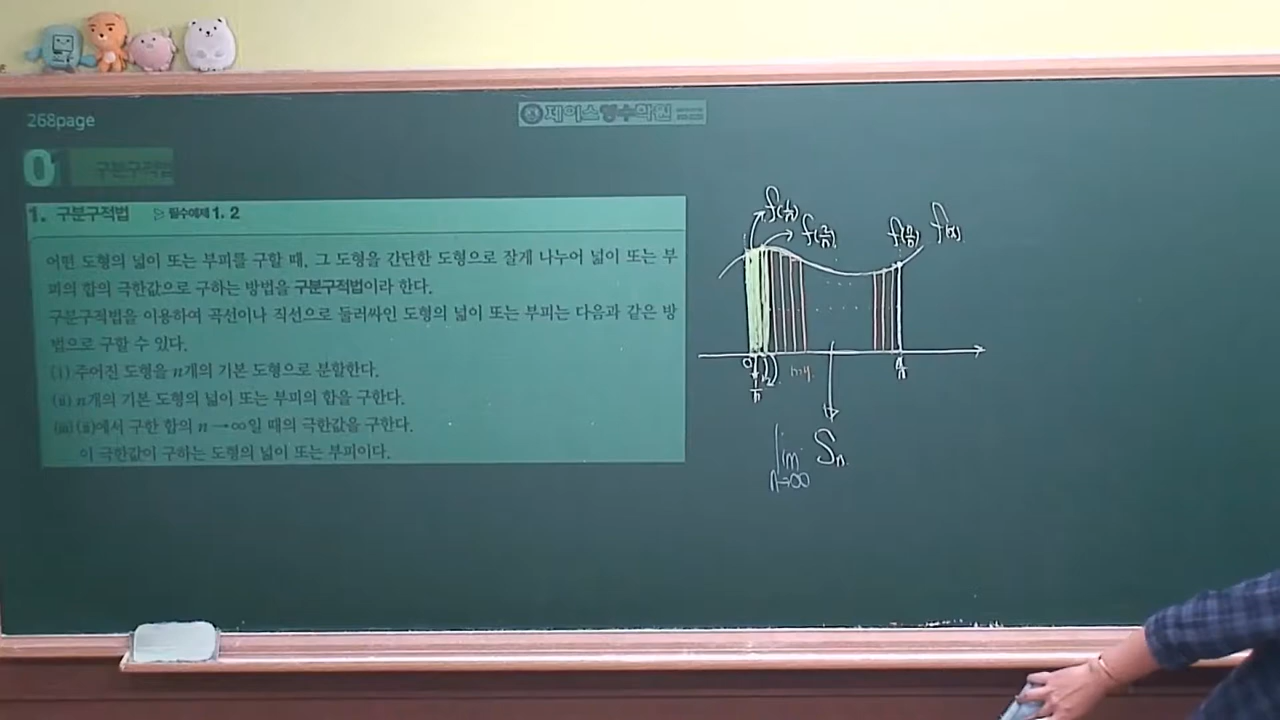 268page
제이스영수학원
01 구분구적법
1. 구분구적법 ▷ 필수예제 1, 2
어떤 도형의 넓이 또는 부피를 구할 때, 그 도형을 간단한 도형으로 잘게 나누어 넓이 또는 부
피의 합의 극한값으로 구하는 방법을 구분구적법이라 한다.
구분구적법을 이용하여 곡선이나 직선으로 둘러싸인 도형의 넓이 또는 부피는 다음과 같은 방
법으로 구할 수 있다.
(i) 주어진 도형을 n개의 기본 도형으로 분할한다.
(ii) n개의 기본 도형의 넓이 또는 부피의 합을 구한다.
(iii) (ii)에서 구한 합의 n→∞일 때의 극한값을 구한다.
이 극한값이 구하는 도형의 넓이 또는 부피이다.
f(1/n)
f(2/n)
f(n/n)
f(x)
0
1/n
n/n
lim n→∞ Sn